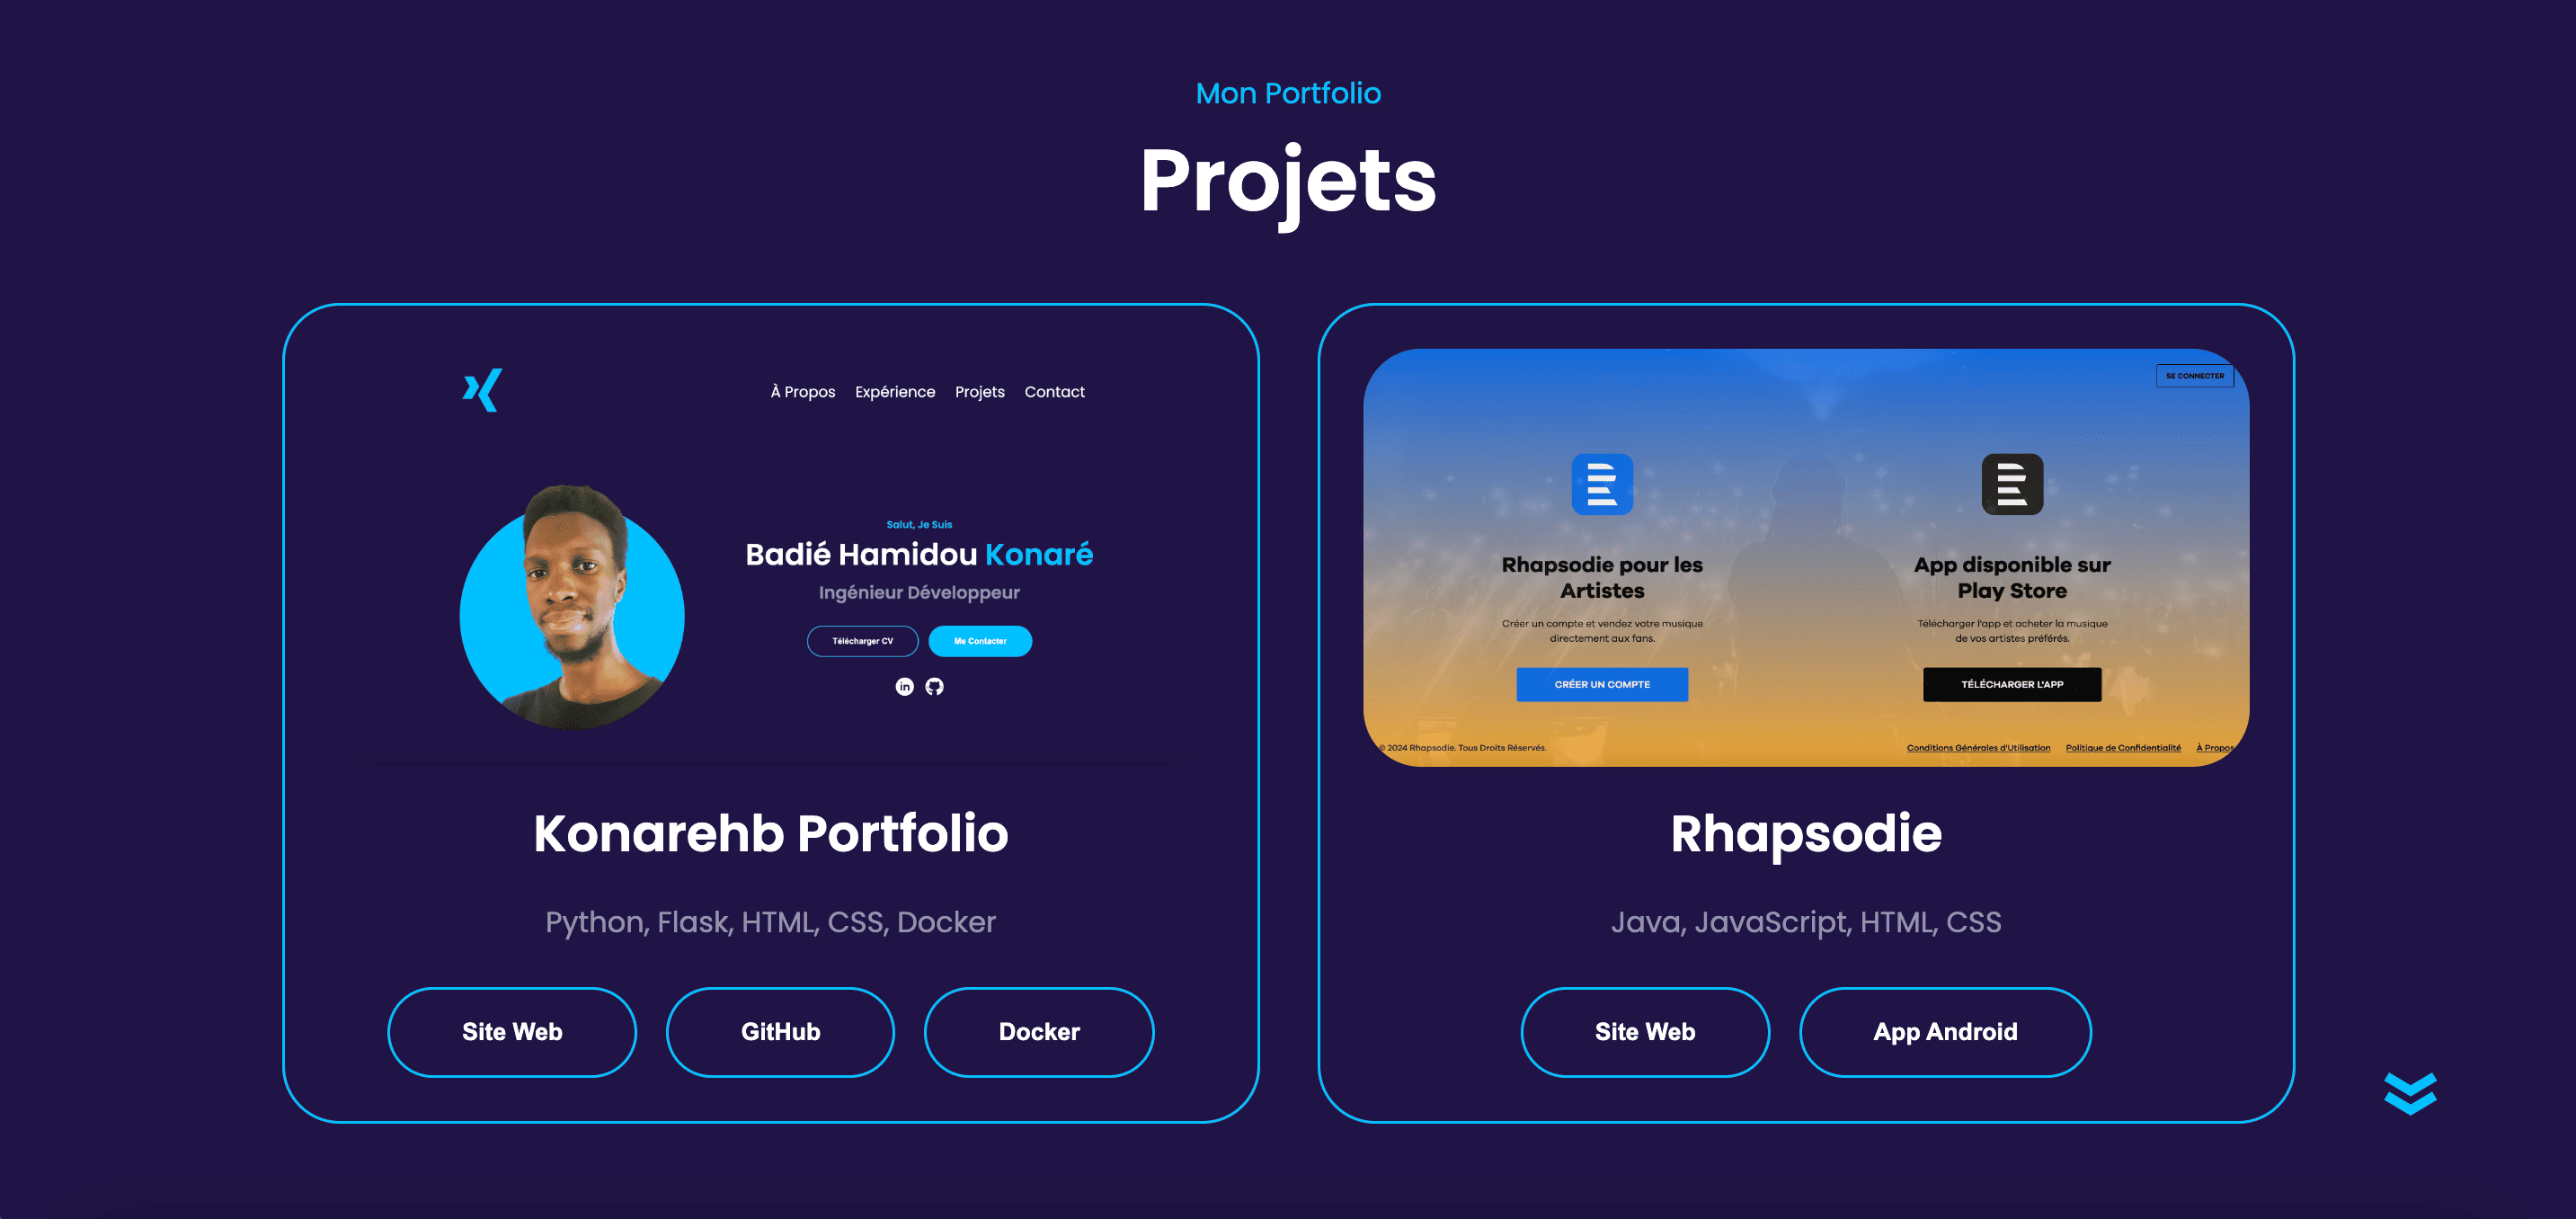 Mon Portfolio
Projets
À Propos Expérience Projets Contact
Salut, Je Suis
Badié Hamidou Konaré
Ingénieur Développeur
Télécharger CV Me Contacter
in
Konarehb Portfolio
Python, Flask, HTML, CSS, Docker
Site Web GitHub Docker
SE CONNECTER
Rhapsodie pour les
Artistes
Créer un compte et vendez votre musique
directement aux fans.
CRÉER UN COMPTE
App disponible sur
Play Store
Télécharger l'app et acheter la musique
de vos artistes préférés.
TÉLÉCHARGER L'APP
© 2024 Rhapsodie. Tous Droits Réservés.
Conditions Générales d'Utilisation Politique de Confidentialité À Propos
Rhapsodie
Java, JavaScript, HTML, CSS
Site Web App Android